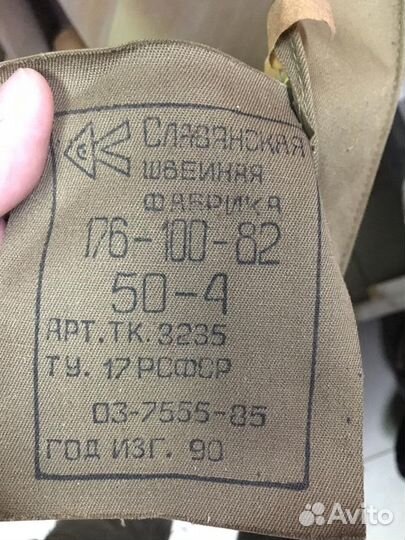 СЛАВЯНСКАЯ
ШВЕЙНАЯ
ФАБРИКА
176-100-82
50-4
АРТ. ТК. 3235
ТУ. 17 РСФСР
03-7555-85
ГОД ИЗГ. 90
Avito